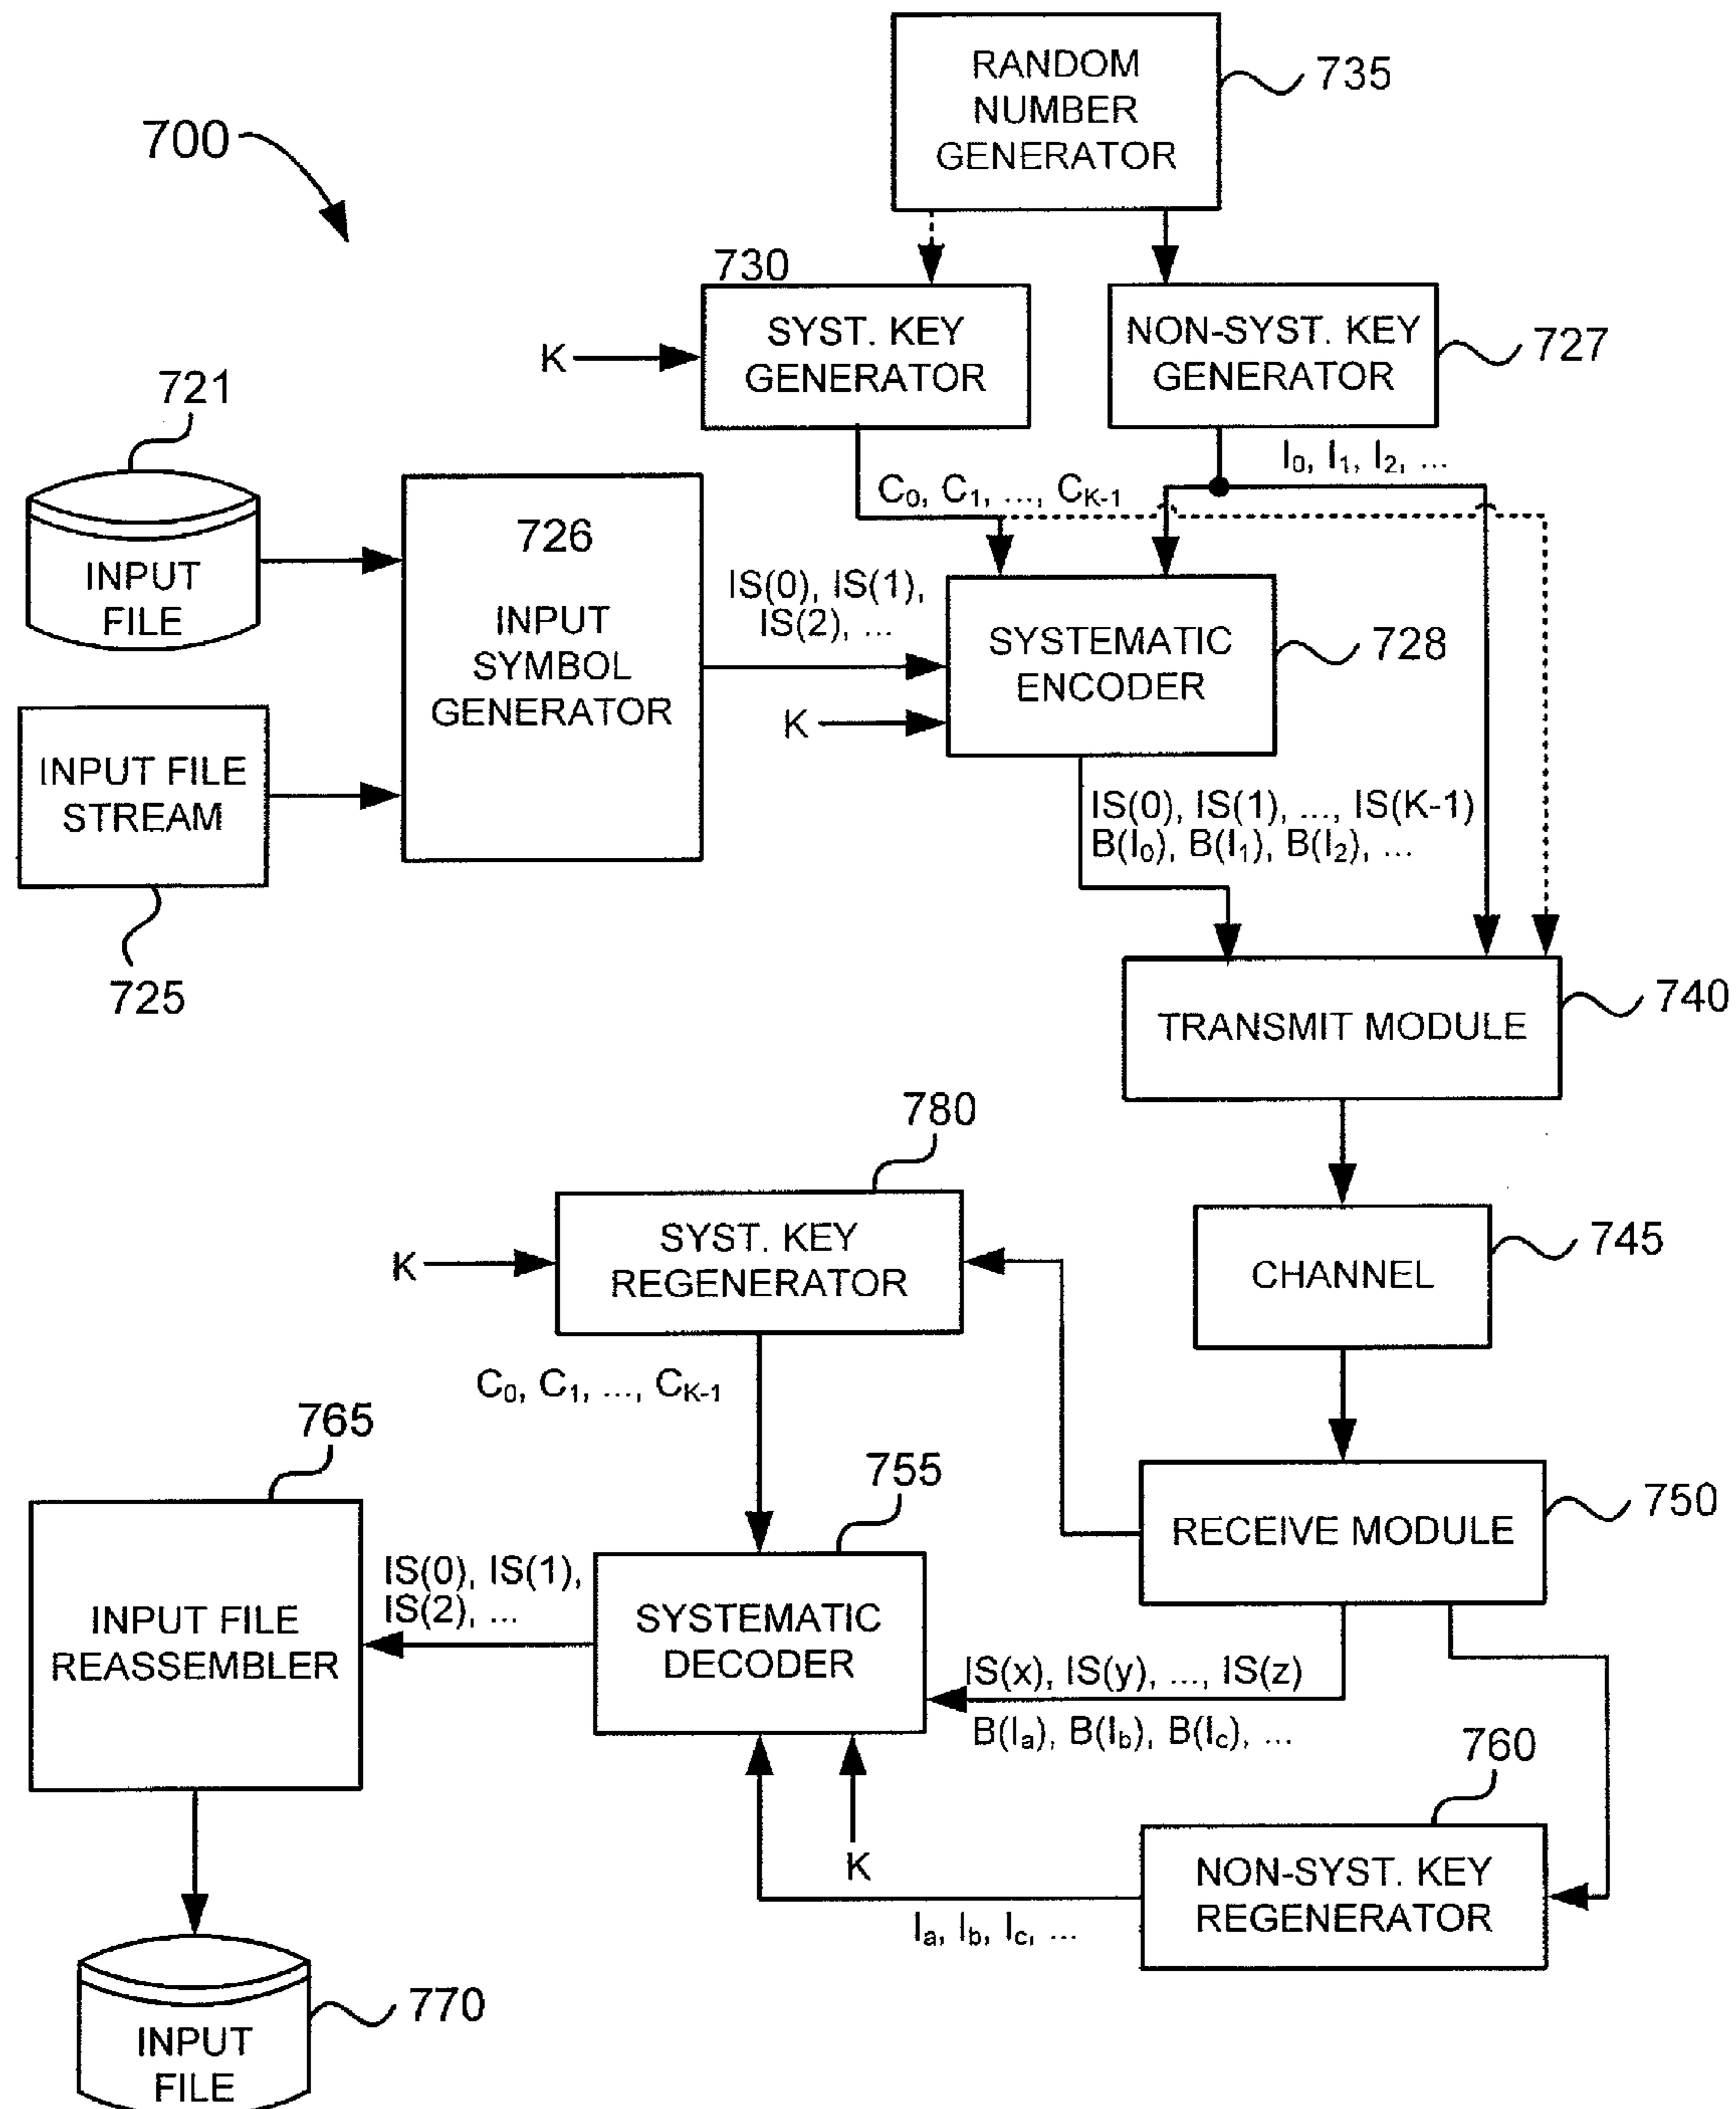 RANDOM
NUMBER
GENERATOR
735
700
730
SYST. KEY
GENERATOR
K
NON-SYST. KEY
GENERATOR
727
721
INPUT
FILE
726
INPUT
SYMBOL
GENERATOR
C₀, C₁, ..., C_K-1
I₀, I₁, I₂, ...
IS(0), IS(1),
IS(2), ...
K
SYSTEMATIC
ENCODER
728
INPUT FILE
STREAM
725
IS(0), IS(1), ..., IS(K-1)
B(I₀), B(I₁), B(I₂), ...
TRANSMIT MODULE
740
780
SYST. KEY
REGENERATOR
K
CHANNEL
745
C₀, C₁, ..., C_K-1
765
755
RECEIVE MODULE
750
INPUT FILE
REASSEMBLER
IS(0), IS(1),
IS(2), ...
SYSTEMATIC
DECODER
IS(x), IS(y), ..., IS(z)
B(Iₐ), B(I_b), B(I_c), ...
760
K
NON-SYST. KEY
REGENERATOR
Iₐ, I_b, I_c, ...
INPUT
FILE
770